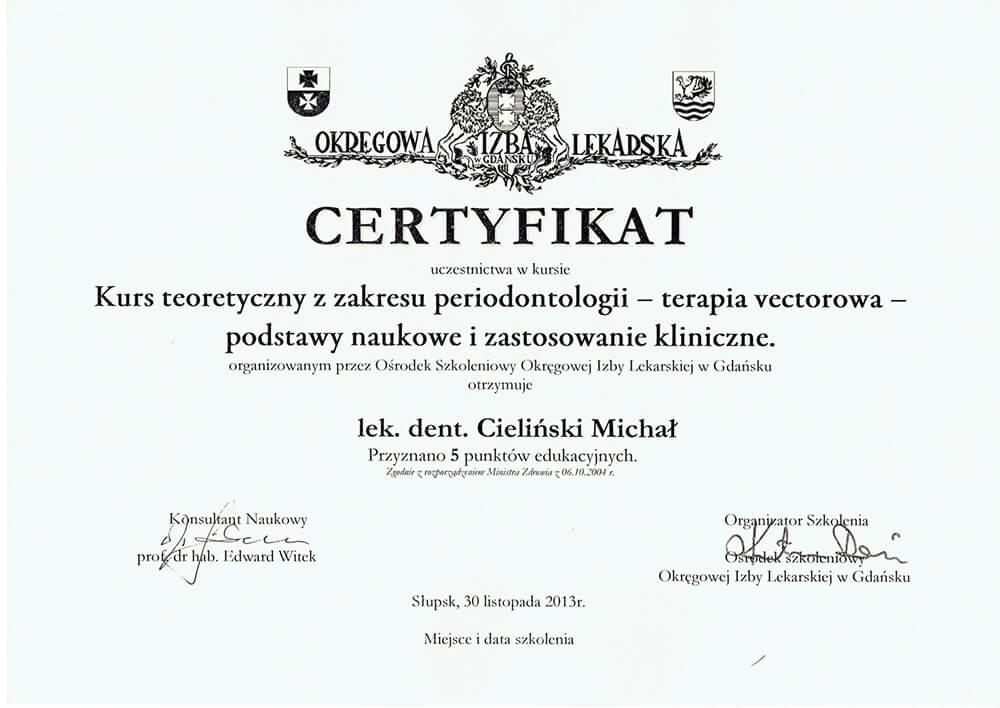 OKRĘGOWA IZBA LEKARSKA
W GDAŃSKU
CERTYFIKAT
uczestnictwa w kursie
Kurs teoretyczny z zakresu periodontologii – terapia vectorowa –
podstawy naukowe i zastosowanie kliniczne.
organizowanym przez Ośrodek Szkoleniowy Okręgowej Izby Lekarskiej w Gdańsku
otrzymuje
lek. dent. Cieliński Michał
Przyznano 5 punktów edukacyjnych.
Zgodnie z rozporządzeniem Ministra Zdrowia z 06.10.2004 r.
Konsultant Naukowy
prof. dr hab. Edward Witek
Organizator Szkolenia
Ośrodek szkoleniowy
Okręgowej Izby Lekarskiej w Gdańsku
Słupsk, 30 listopada 2013r.
Miejsce i data szkolenia